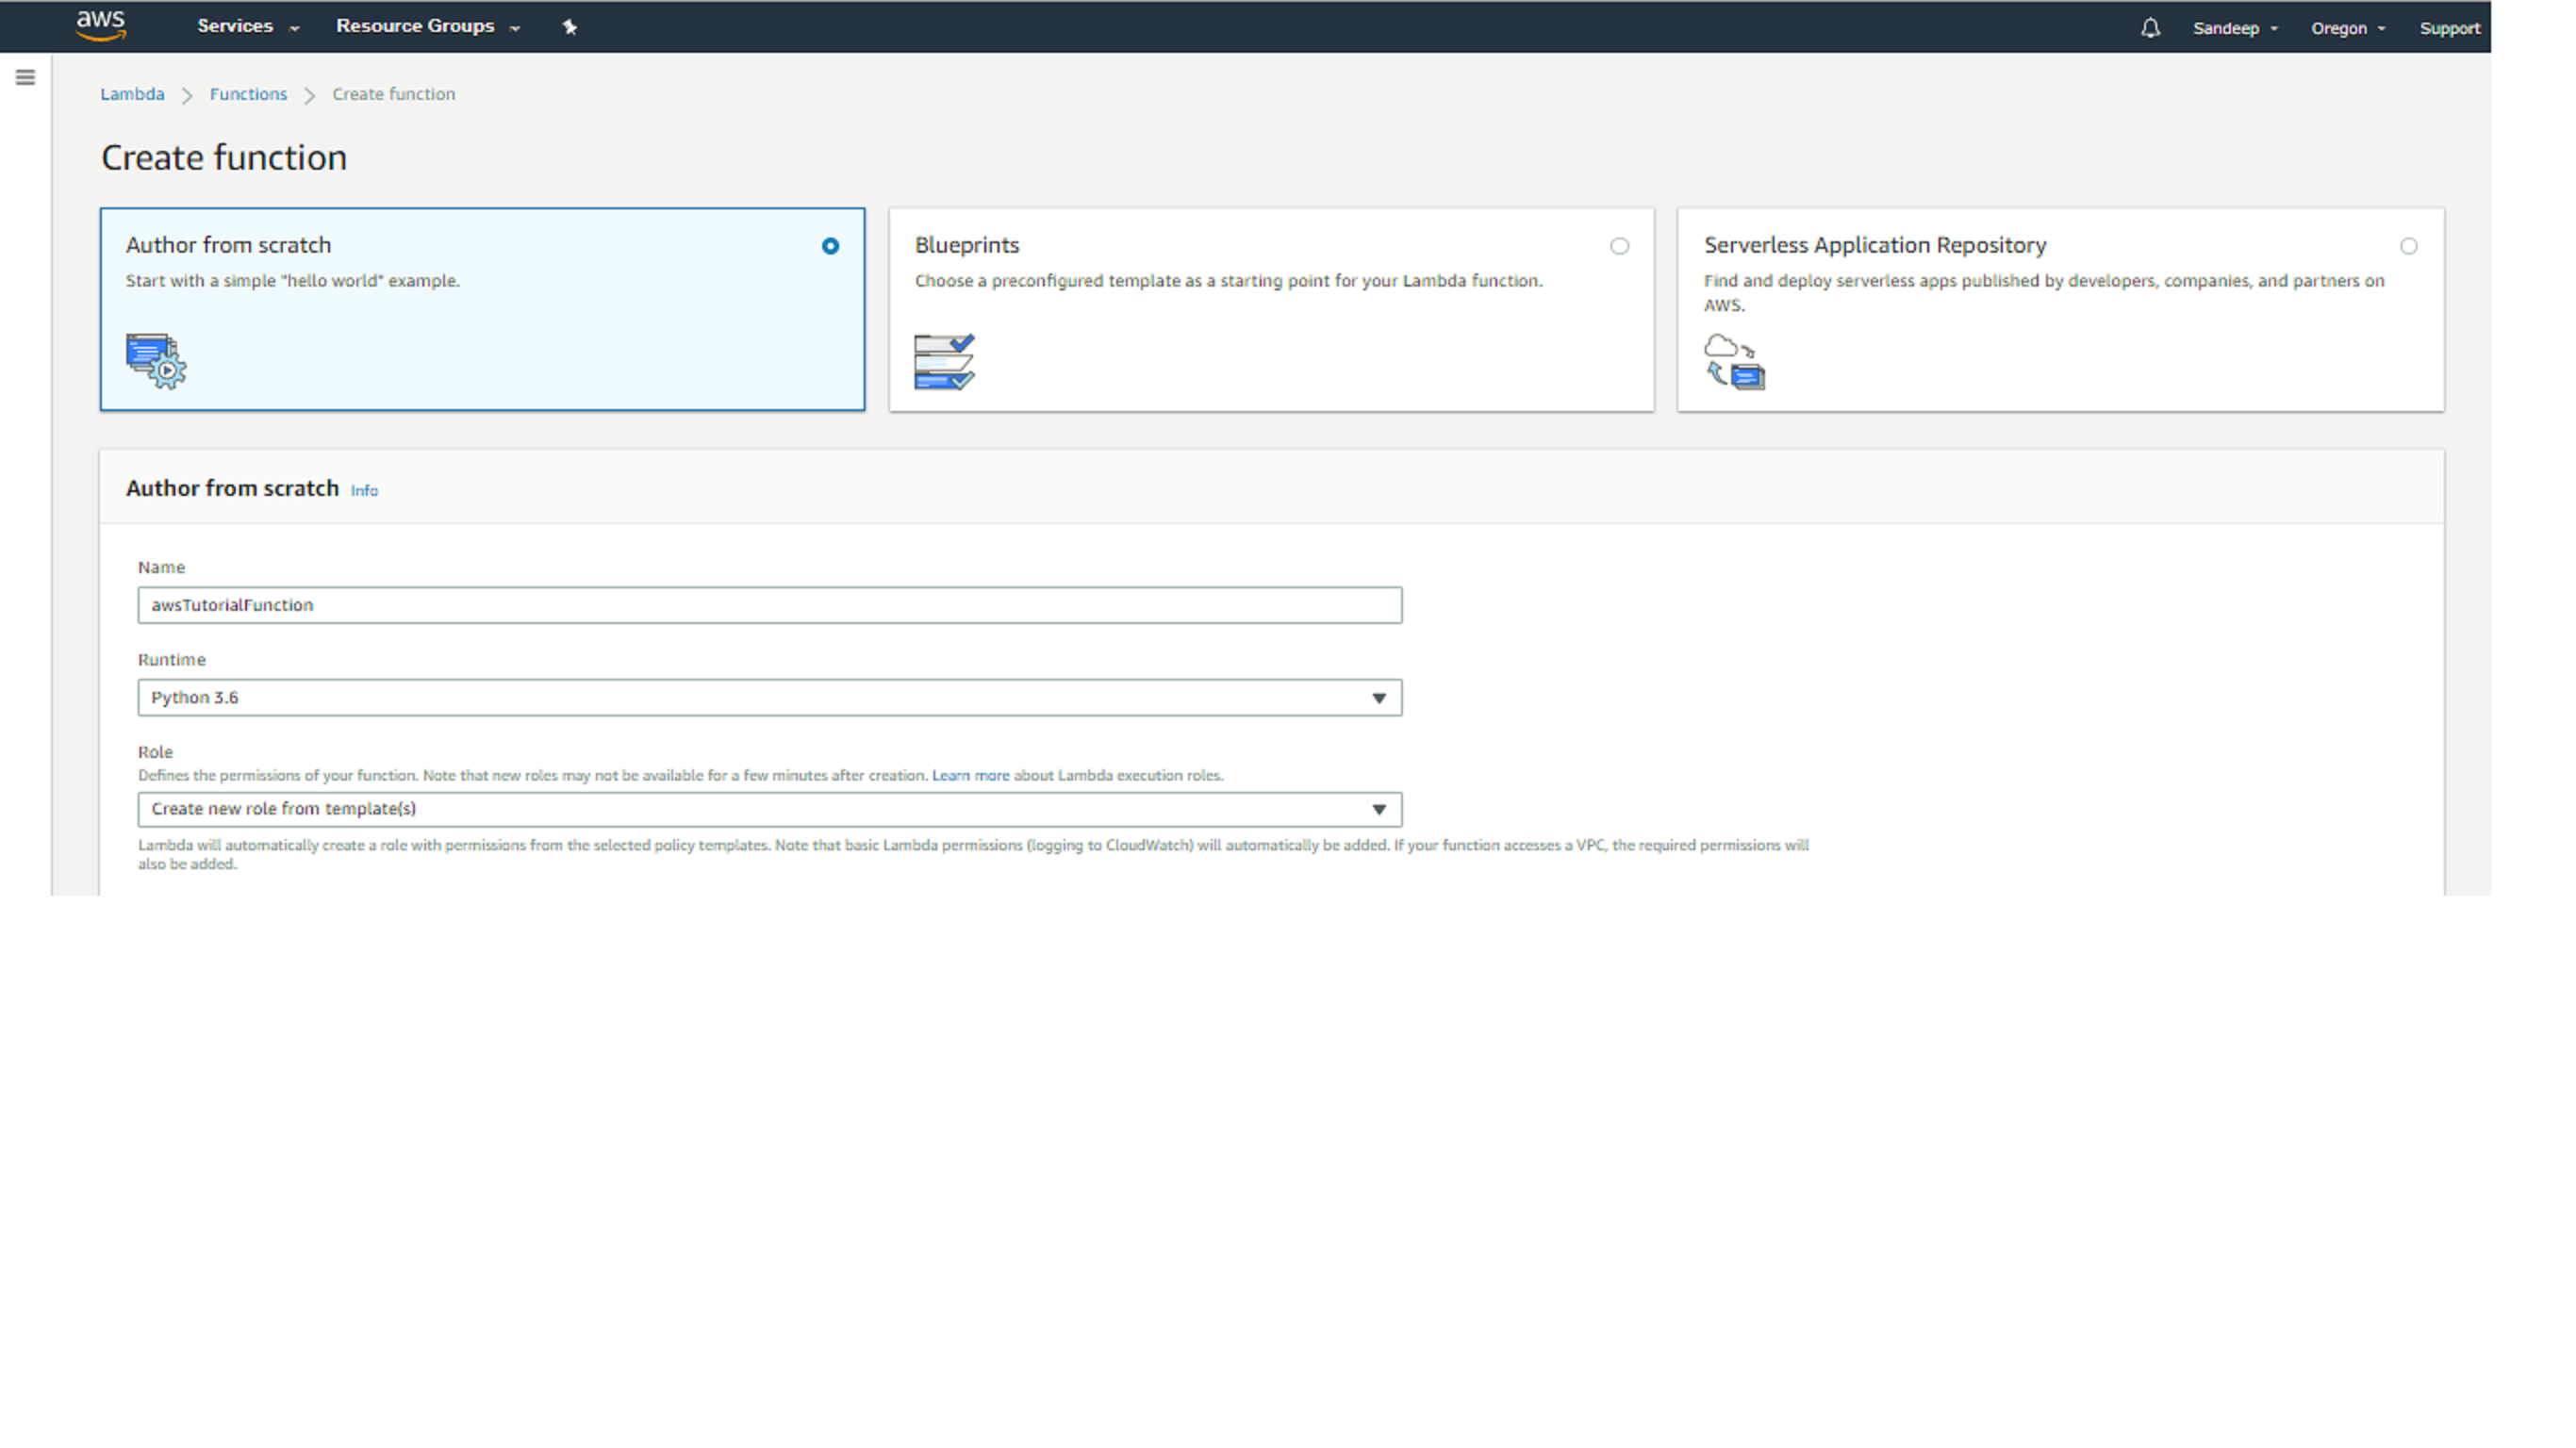 aws Services Resource Groups Sandeep Oregon Support
Lambda Functions Create function
Create function
Author from scratch
Start with a simple "hello world" example.
Blueprints
Choose a preconfigured template as a starting point for your Lambda function.
Serverless Application Repository
Find and deploy serverless apps published by developers, companies, and partners on
AWS.
Author from scratch Info
Name
awsTutorialFunction
Runtime
Python 3.6
Role
Defines the permissions of your function. Note that new roles may not be available for a few minutes after creation. Learn more about Lambda execution roles.
Create new role from template(s)
Lambda will automatically create a role with permissions from the selected policy templates. Note that basic Lambda permissions (logging to CloudWatch) will automatically be added. If your function accesses a VPC, the required permissions will
also be added.